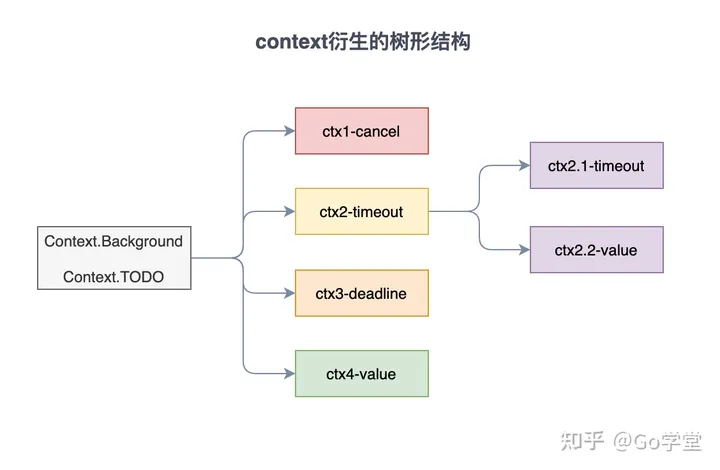 context衍生的树形结构
ctx1-cancel
ctx2.1-timeout
ctx2-timeout
Context.Background
ctx2.2-value
Context.TODO
ctx3-deadline
ctx4-value
知乎 @Go学堂